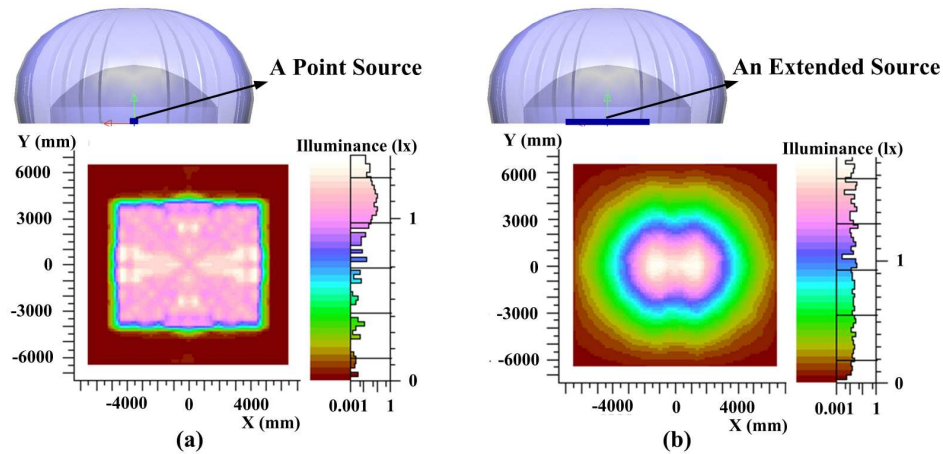 A Point Source
An Extended Source
Y (mm)
Illuminance (lx)
6000
3000
0
-3000
-6000
1
0
-4000 0 4000
0.001 1
X (mm)
(a)
Y (mm)
Illuminance (lx)
6000
3000
0
-3000
-6000
1
0
-4000 0 4000
0.001 1
X (mm)
(b)